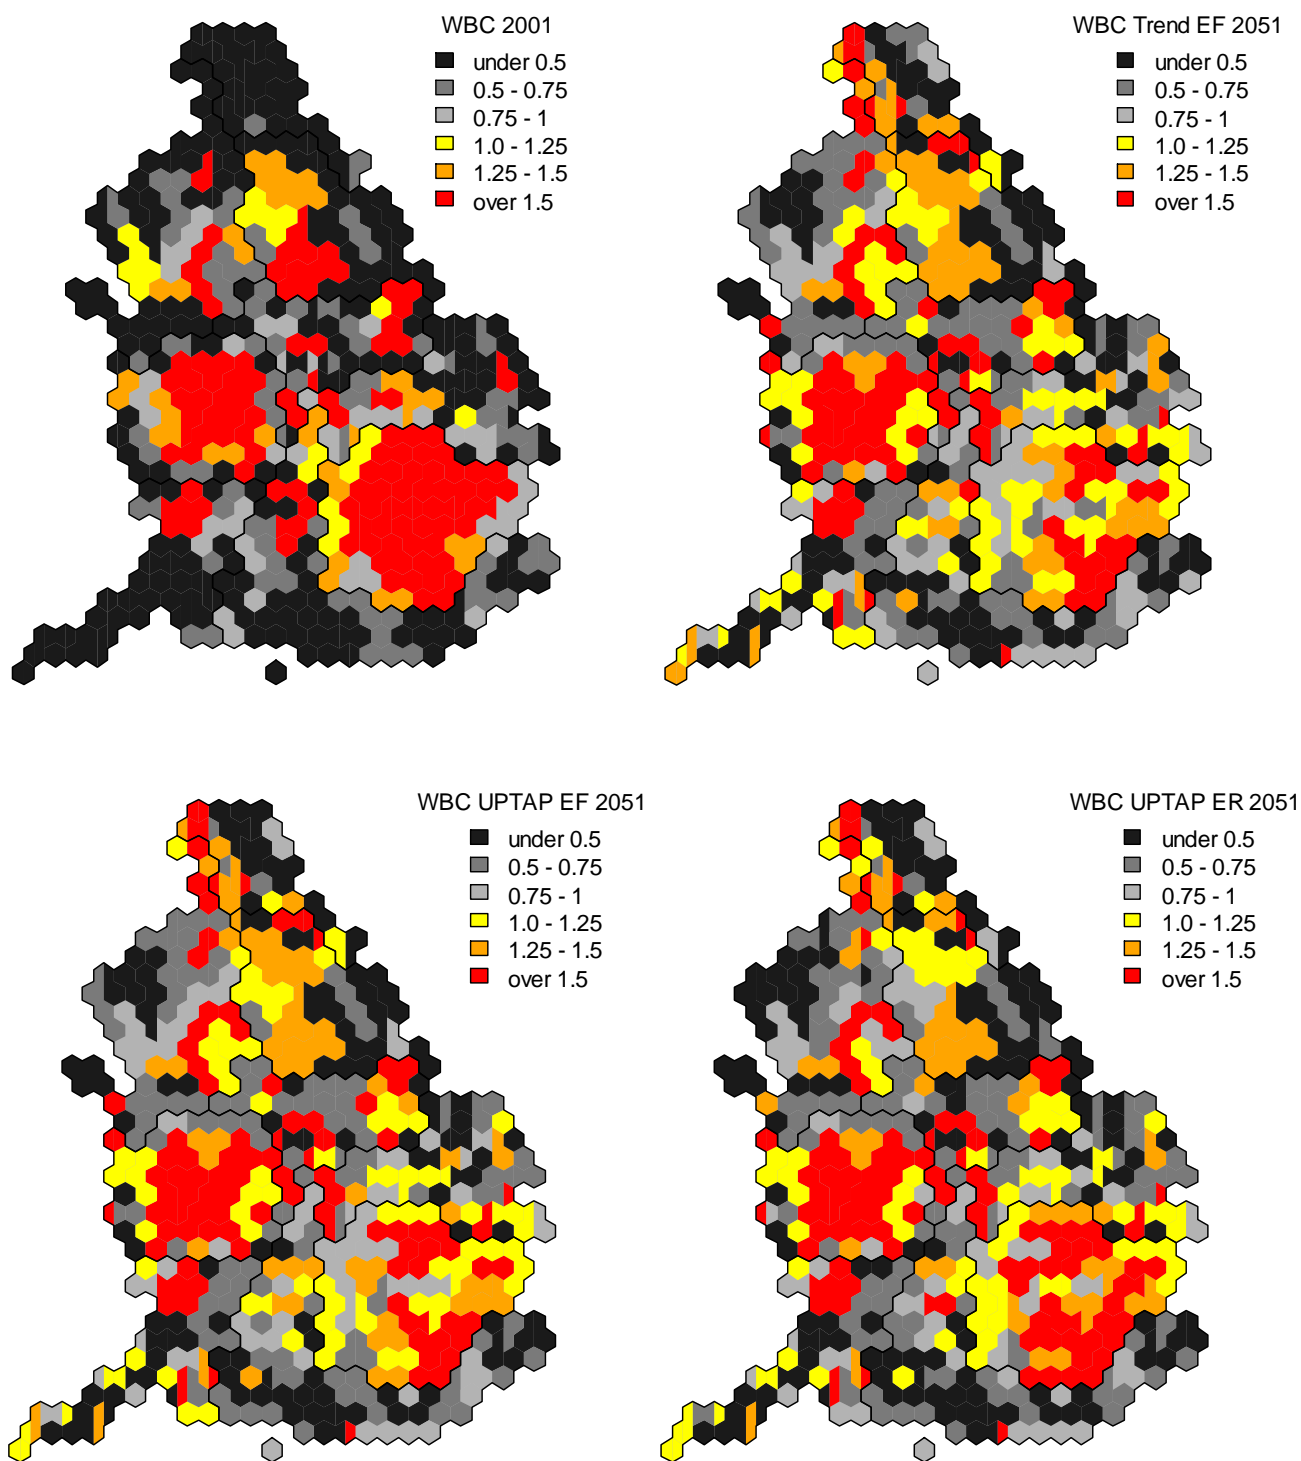 WBC 2001
under 0.5
0.5 - 0.75
0.75 - 1
1.0 - 1.25
1.25 - 1.5
over 1.5
WBC Trend EF 2051
under 0.5
0.5 - 0.75
0.75 - 1
1.0 - 1.25
1.25 - 1.5
over 1.5
WBC UPTAP EF 2051
under 0.5
0.5 - 0.75
0.75 - 1
1.0 - 1.25
1.25 - 1.5
over 1.5
WBC UPTAP ER 2051
under 0.5
0.5 - 0.75
0.75 - 1
1.0 - 1.25
1.25 - 1.5
over 1.5